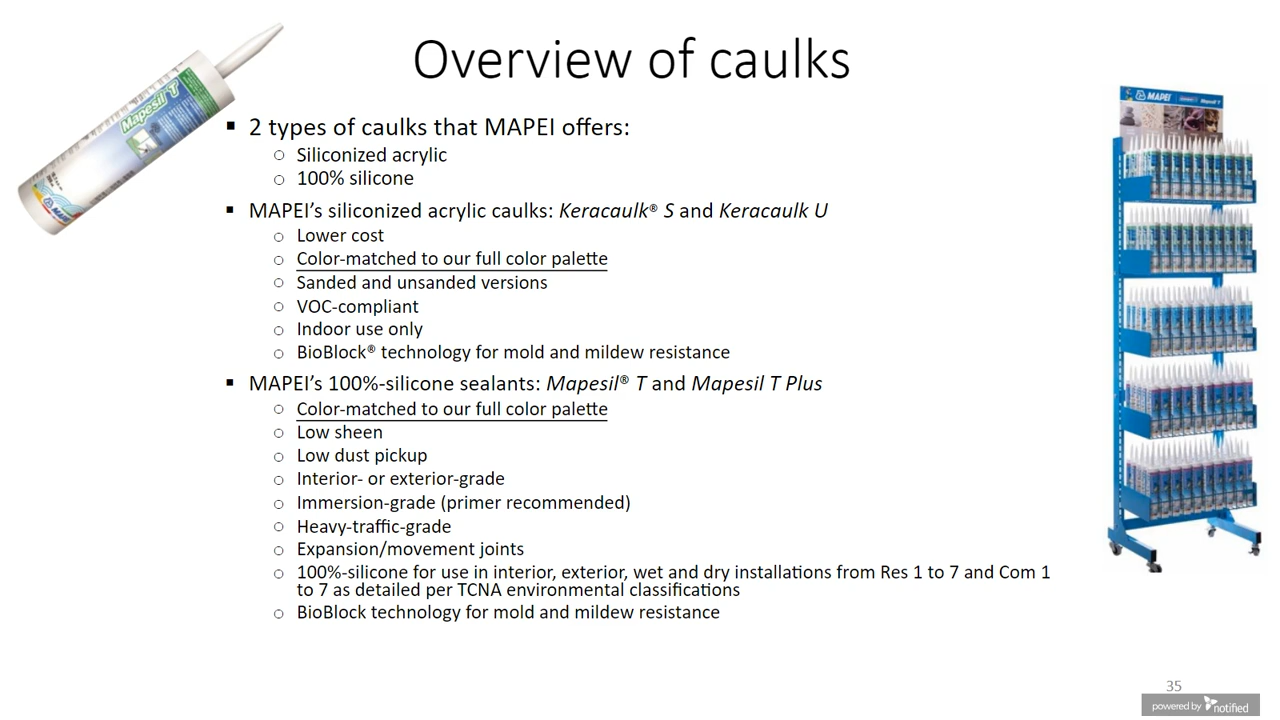 Overview of caulks
Mapesil T
MAPEI
MAPEI
Mapesil T
▪ 2 types of caulks that MAPEI offers:
○ Siliconized acrylic
○ 100% silicone
▪ MAPEI’s siliconized acrylic caulks: Keracaulk® S and Keracaulk U
○ Lower cost
○ Color-matched to our full color palette
○ Sanded and unsanded versions
○ VOC-compliant
○ Indoor use only
○ BioBlock® technology for mold and mildew resistance
▪ MAPEI’s 100%-silicone sealants: Mapesil® T and Mapesil T Plus
○ Color-matched to our full color palette
○ Low sheen
○ Low dust pickup
○ Interior- or exterior-grade
○ Immersion-grade (primer recommended)
○ Heavy-traffic-grade
○ Expansion/movement joints
○ 100%-silicone for use in interior, exterior, wet and dry installations from Res 1 to 7 and Com 1
to 7 as detailed per TCNA environmental classifications
○ BioBlock technology for mold and mildew resistance
35
powered by notified